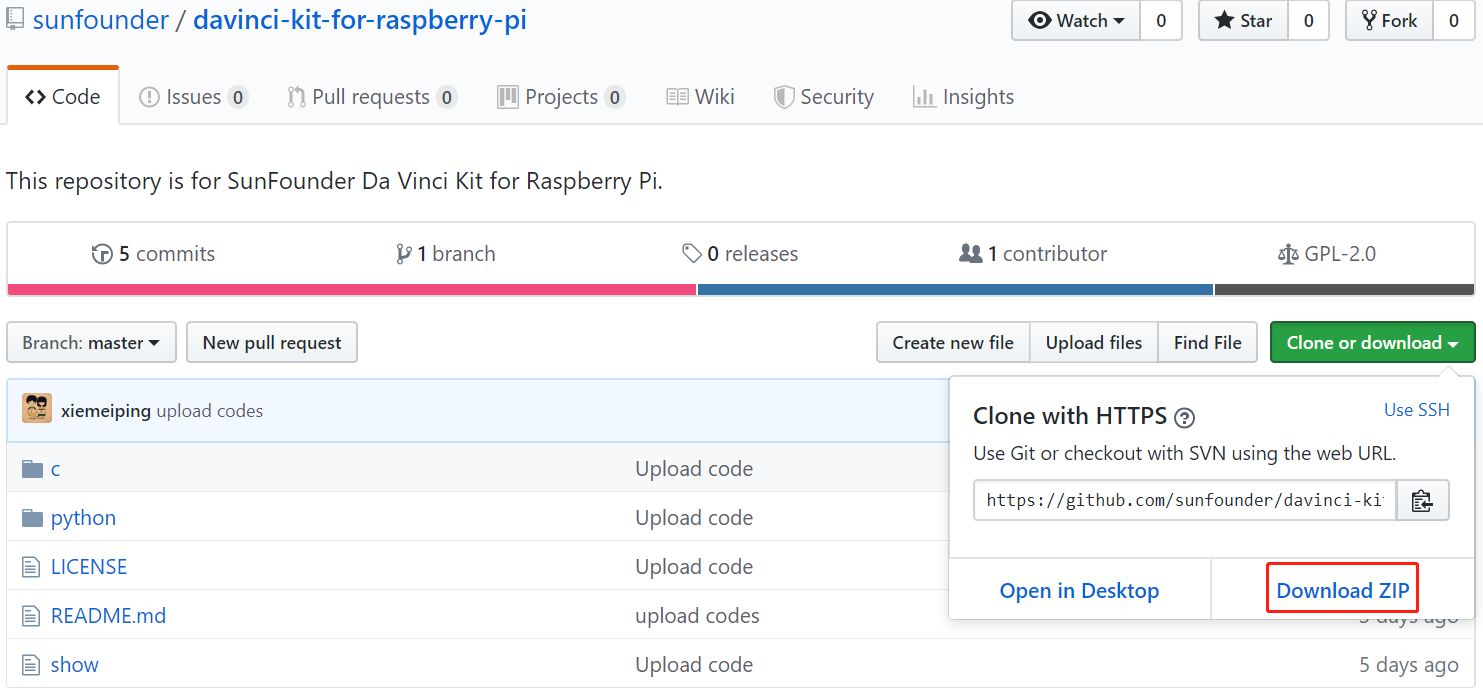 sunfounder / davinci-kit-for-raspberry-pi
Watch 0 Star 0 Fork 0
Code Issues 0 Pull requests 0 Projects 0 Wiki Security Insights
This repository is for SunFounder Da Vinci Kit for Raspberry Pi.
5 commits 1 branch 0 releases 1 contributor GPL-2.0
Branch: master New pull request Create new file Upload files Find File Clone or download
xiemeiping upload codes
Clone with HTTPS ? Use SSH
Use Git or checkout with SVN using the web URL.
https://github.com/sunfounder/davinci-ki
Open in Desktop Download ZIP
c Upload code
python Upload code
LICENSE Upload code
README.md upload codes 5 days ago
show Upload code 5 days ago